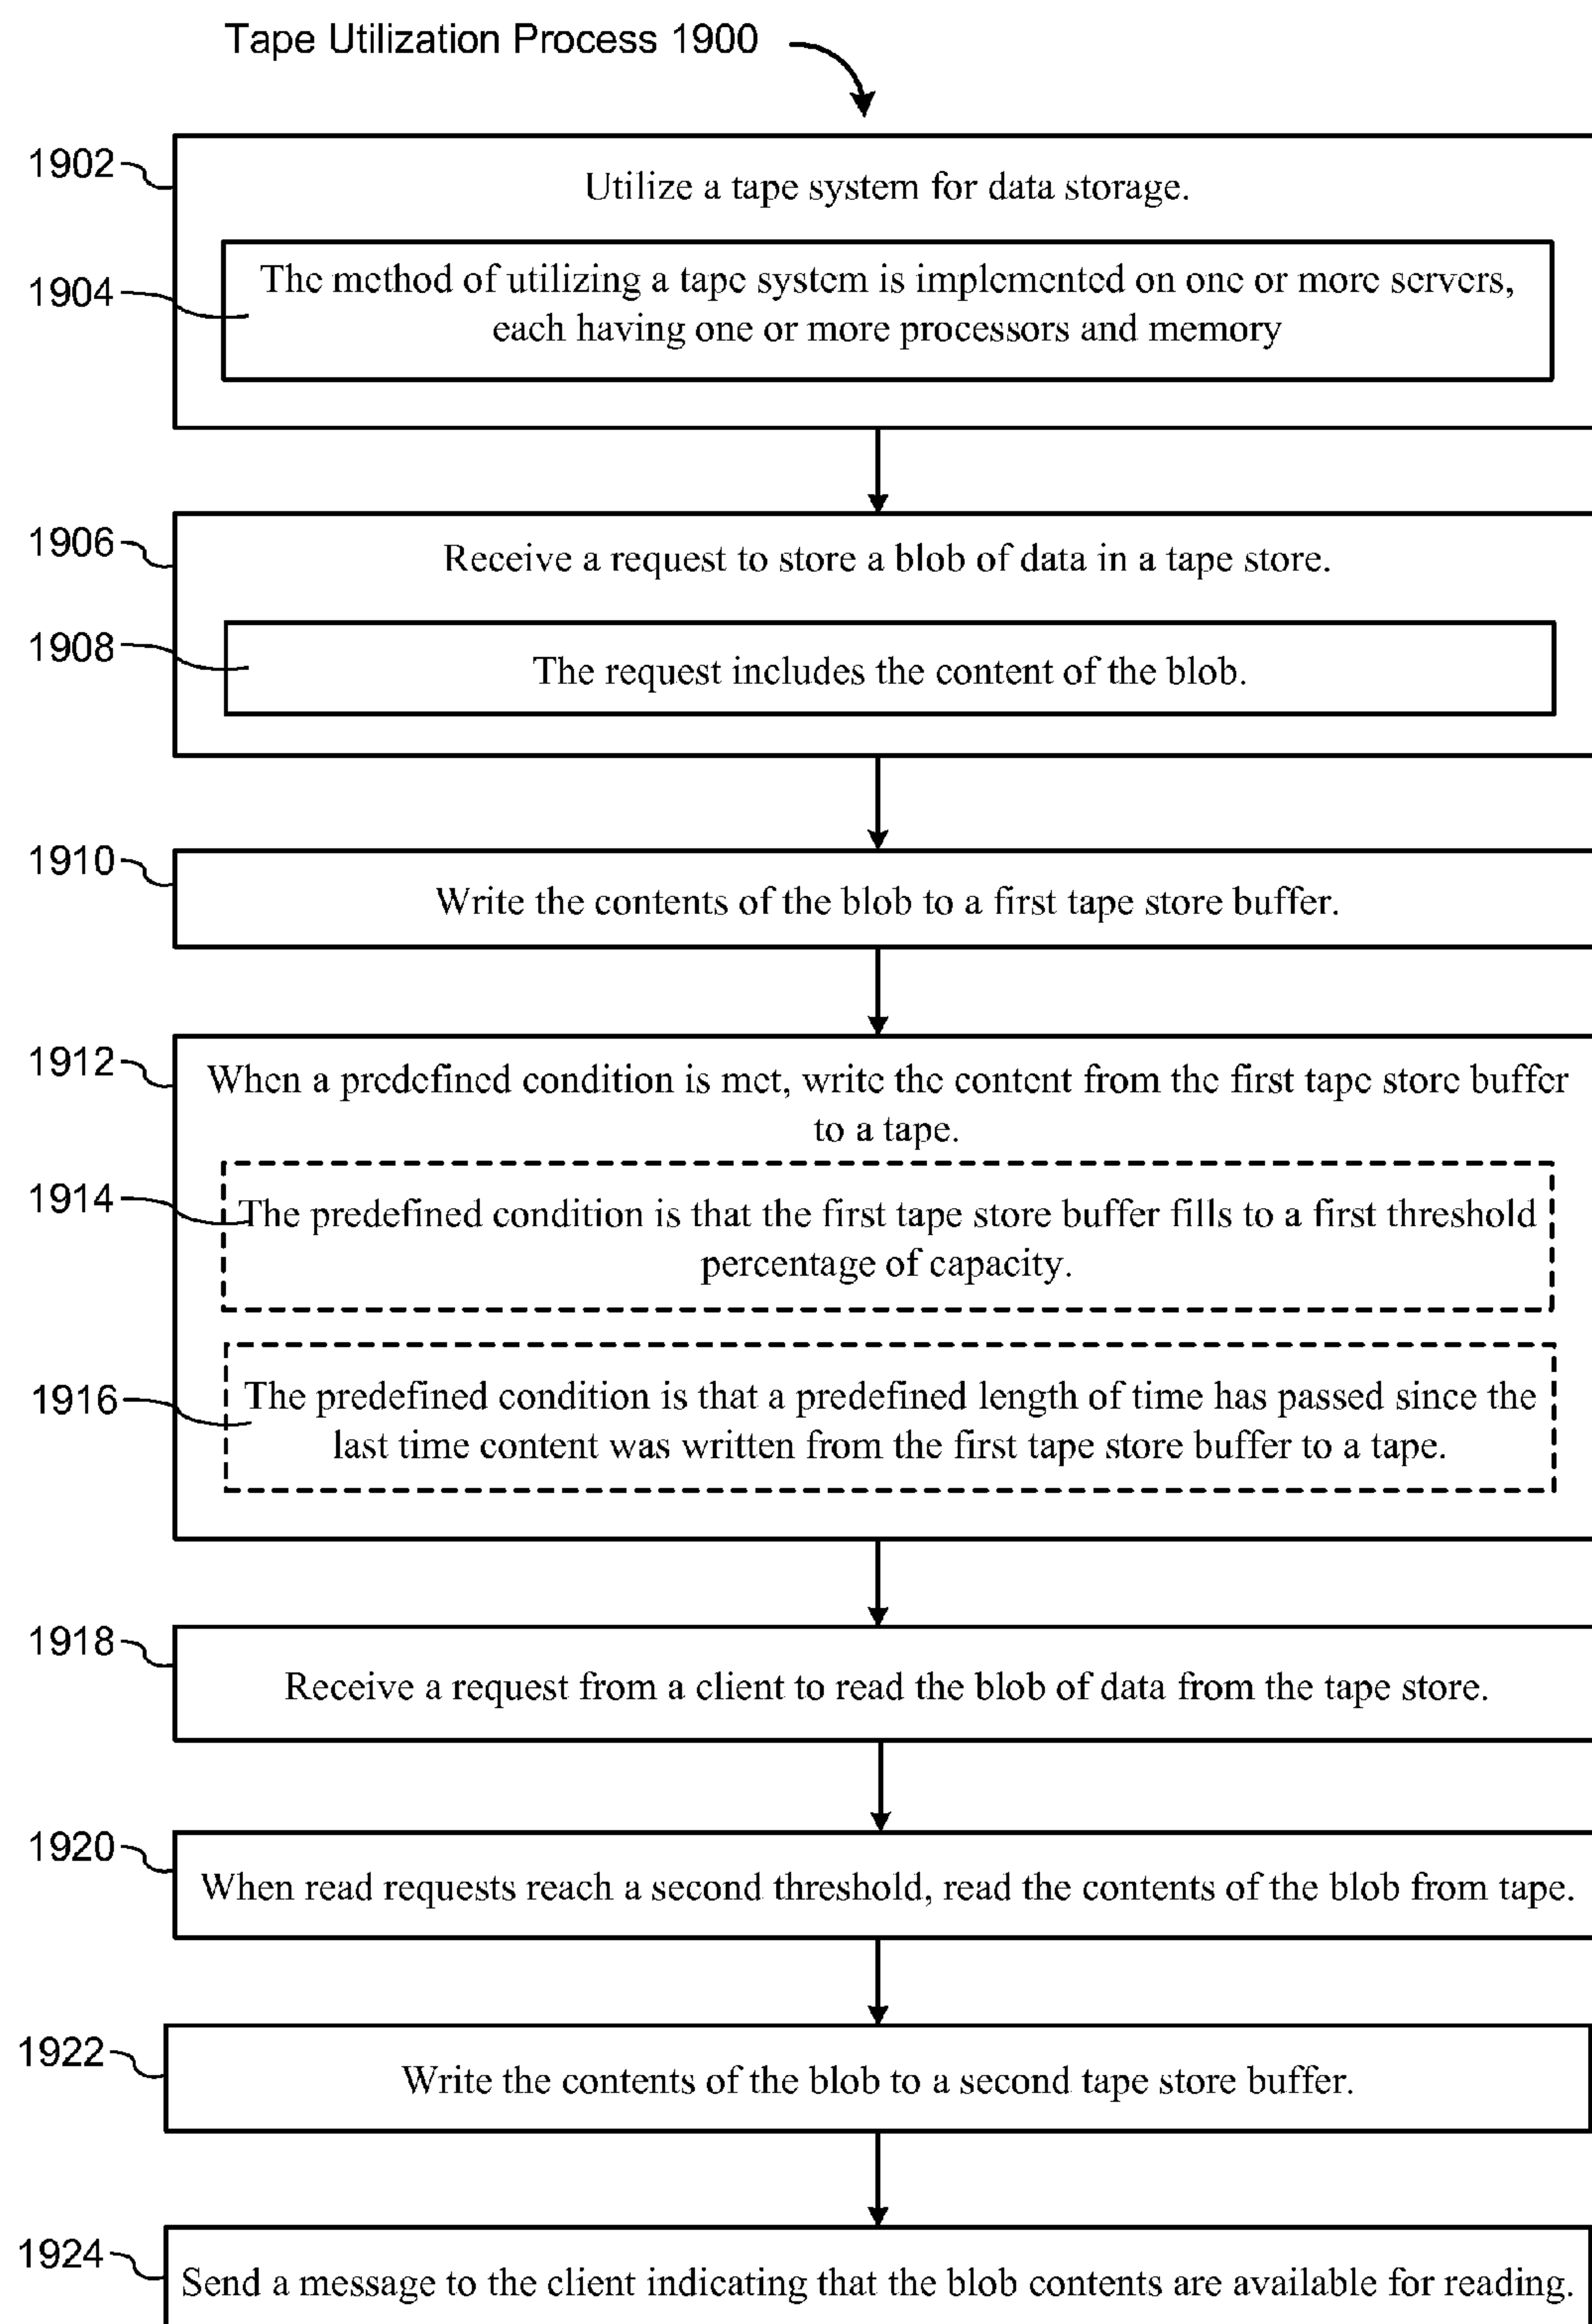 Tape Utilization Process 1900
1902
Utilize a tape system for data storage.
1904
The method of utilizing a tape system is implemented on one or more servers,
each having one or more processors and memory
1906
Receive a request to store a blob of data in a tape store.
1908
The request includes the content of the blob.
1910
Write the contents of the blob to a first tape store buffer.
1912
When a predefined condition is met, write the content from the first tape store buffer
to a tape.
1914
The predefined condition is that the first tape store buffer fills to a first threshold
percentage of capacity.
1916
The predefined condition is that a predefined length of time has passed since the
last time content was written from the first tape store buffer to a tape.
1918
Receive a request from a client to read the blob of data from the tape store.
1920
When read requests reach a second threshold, read the contents of the blob from tape.
1922
Write the contents of the blob to a second tape store buffer.
1924
Send a message to the client indicating that the blob contents are available for reading.